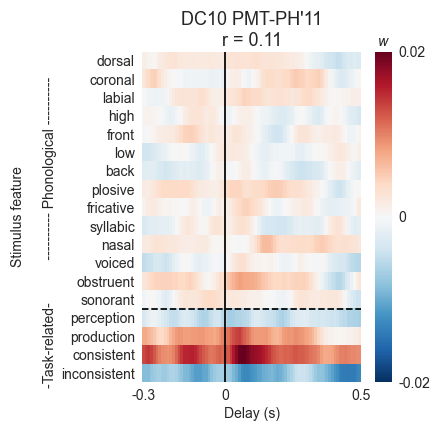 DC10 PMT-PH'11
r = 0.11
w
dorsal
coronal
labial
high
front
low
back
plosive
fricative
syllabic
nasal
voiced
obstruent
sonorant
perception
production
consistent
inconsistent
Stimulus feature
---------- Phonological ----------
-Task-related-
0.02
0
-0.02
-0.3
0
0.5
Delay (s)